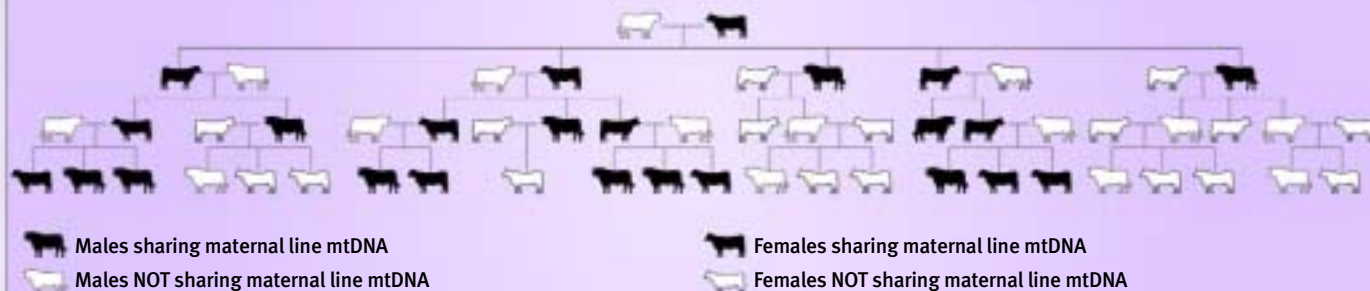 Males sharing maternal line mtDNA
Females sharing maternal line mtDNA
Males NOT sharing maternal line mtDNA
Females NOT sharing maternal line mtDNA